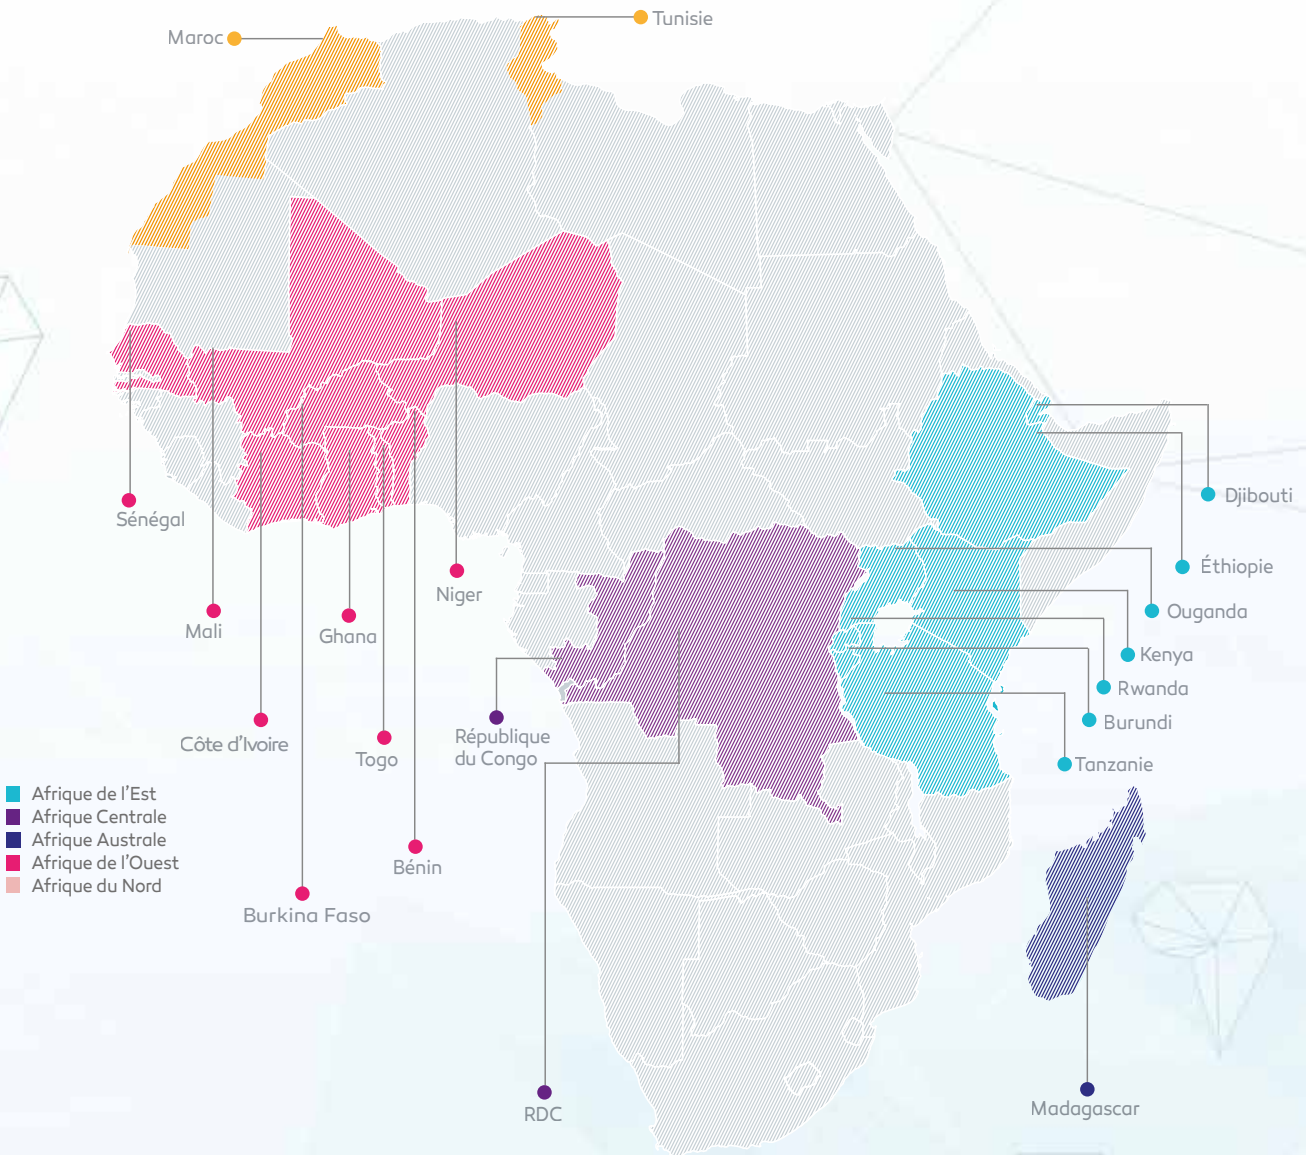 Tunisie
Maroc
Djibouti
Sénégal
Éthiopie
Niger
Ouganda
Mali
Ghana
Kenya
Rwanda
Burundi
République
du Congo
Côte d'Ivoire
Togo
Tanzanie
Afrique de l'Est
Afrique Centrale
Afrique Australe
Afrique de l'Ouest
Afrique du Nord
Bénin
Burkina Faso
RDC
Madagascar